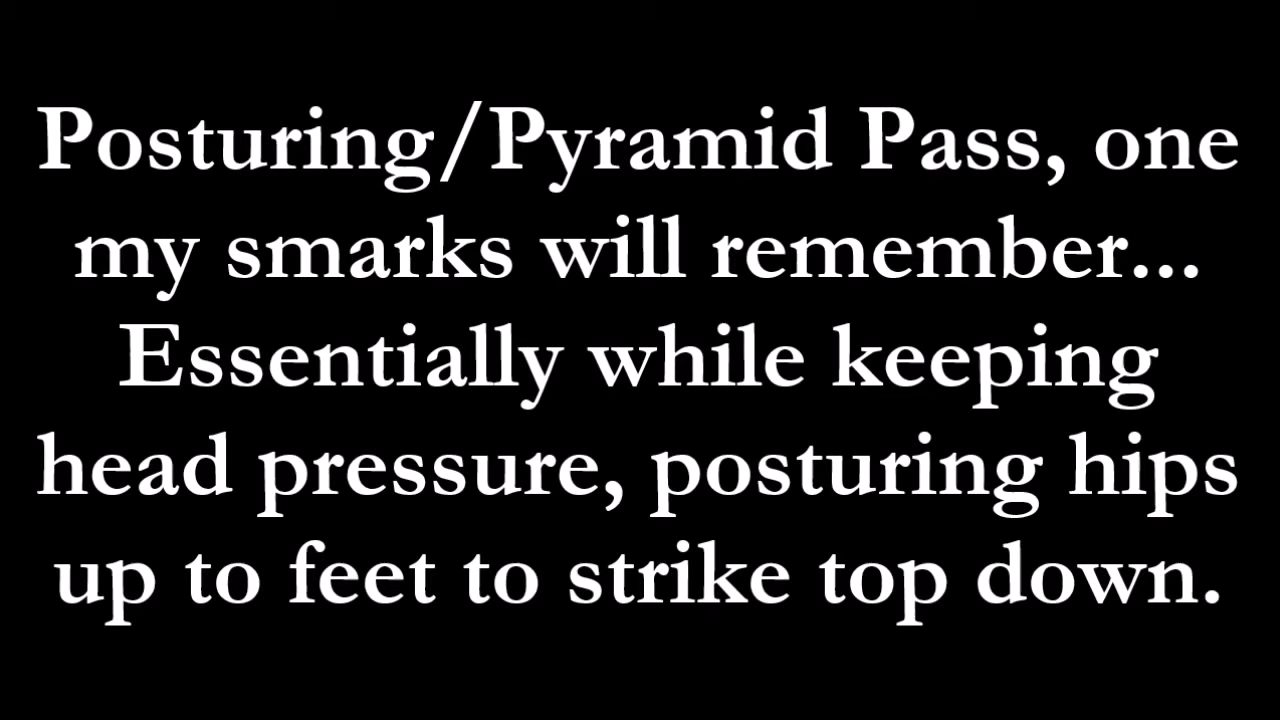 Posturing/Pyramid Pass, one
my smarks will remember...
Essentially while keeping
head pressure, posturing hips
up to feet to strike top down.